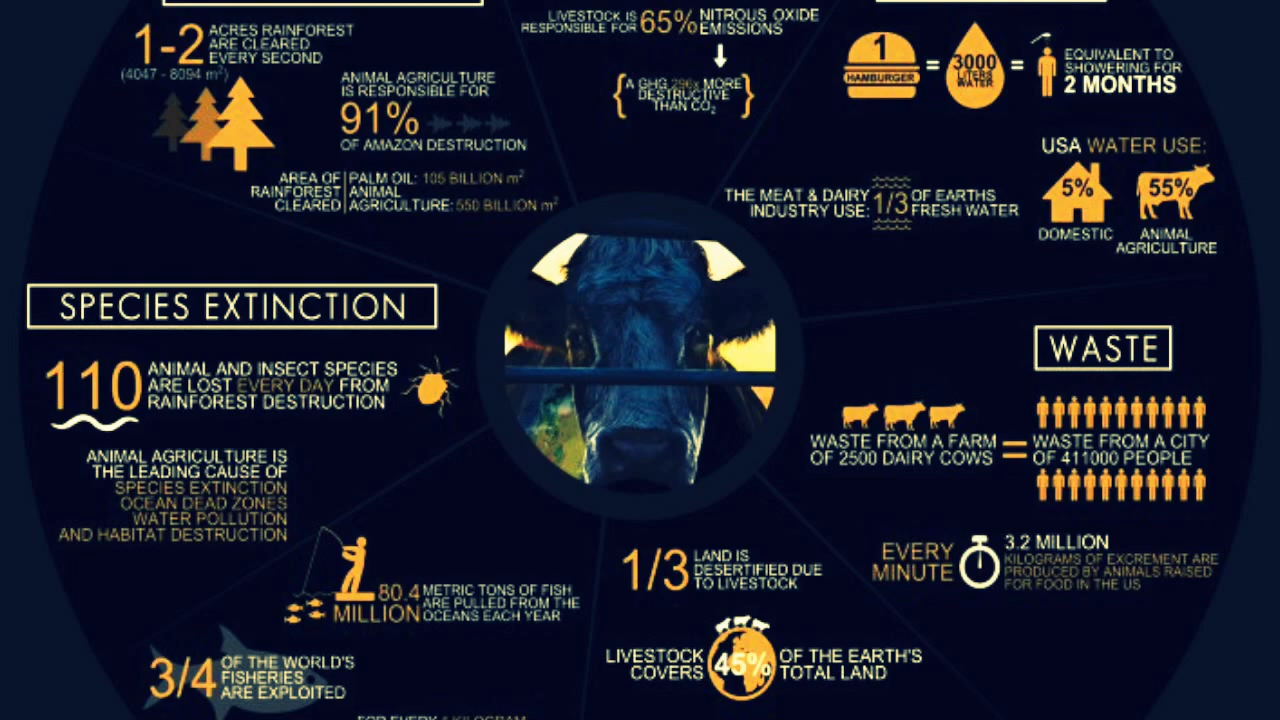 1-2 ACRES RAINFOREST
ARE CLEARED
EVERY SECOND
(4047 - 8094 m²)
ANIMAL AGRICULTURE
IS RESPONSIBLE FOR
91%
OF AMAZON DESTRUCTION
AREA OF RAINFOREST CLEARED
PALM OIL: 105 BILLION m²
ANIMAL
AGRICULTURE: 550 BILLION m²
LIVESTOCK IS
RESPONSIBLE FOR
65% NITROUS OXIDE
EMISSIONS
A GHG 296x MORE
DESTRUCTIVE
THAN CO₂
1
HAMBURGER
=
3000
LITERS
WATER
=
EQUIVALENT TO
SHOWERING FOR
2 MONTHS
USA WATER USE:
5%
DOMESTIC
55%
ANIMAL
AGRICULTURE
THE MEAT & DAIRY
INDUSTRY USE:
1/3 OF EARTHS
FRESH WATER
SPECIES EXTINCTION
110
ANIMAL AND INSECT SPECIES
ARE LOST EVERY DAY FROM
RAINFOREST DESTRUCTION
ANIMAL AGRICULTURE IS
THE LEADING CAUSE OF
SPECIES EXTINCTION
OCEAN DEAD ZONES
WATER POLLUTION
AND HABITAT DESTRUCTION
WASTE
WASTE FROM A FARM
OF 2500 DAIRY COWS
=
WASTE FROM A CITY
OF 411000 PEOPLE
EVERY
MINUTE
3.2 MILLION
KILOGRAMS OF EXCREMENT ARE
PRODUCED BY ANIMALS RAISED
FOR FOOD IN THE US
80.4
MILLION
METRIC TONS OF FISH
ARE PULLED FROM THE
OCEANS EACH YEAR
3/4 OF THE WORLD'S
FISHERIES
ARE EXPLOITED
1/3 LAND IS
DESERTIFIED DUE
TO LIVESTOCK
LIVESTOCK
COVERS
45%
OF THE EARTH'S
TOTAL LAND
FOR EVERY 1 KILOGRAM